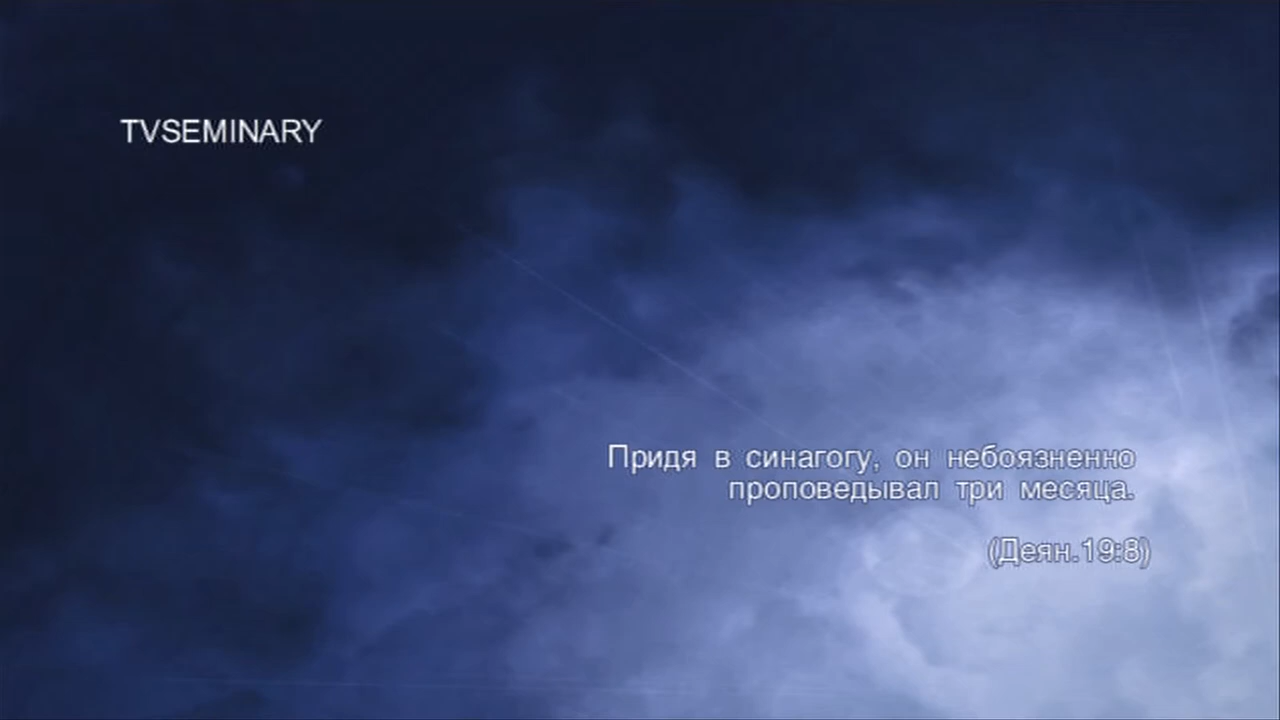 TVSEMINARY
Придя в синагогу, он небоязненно
проповедывал три месяца.
(Деян.19:8)